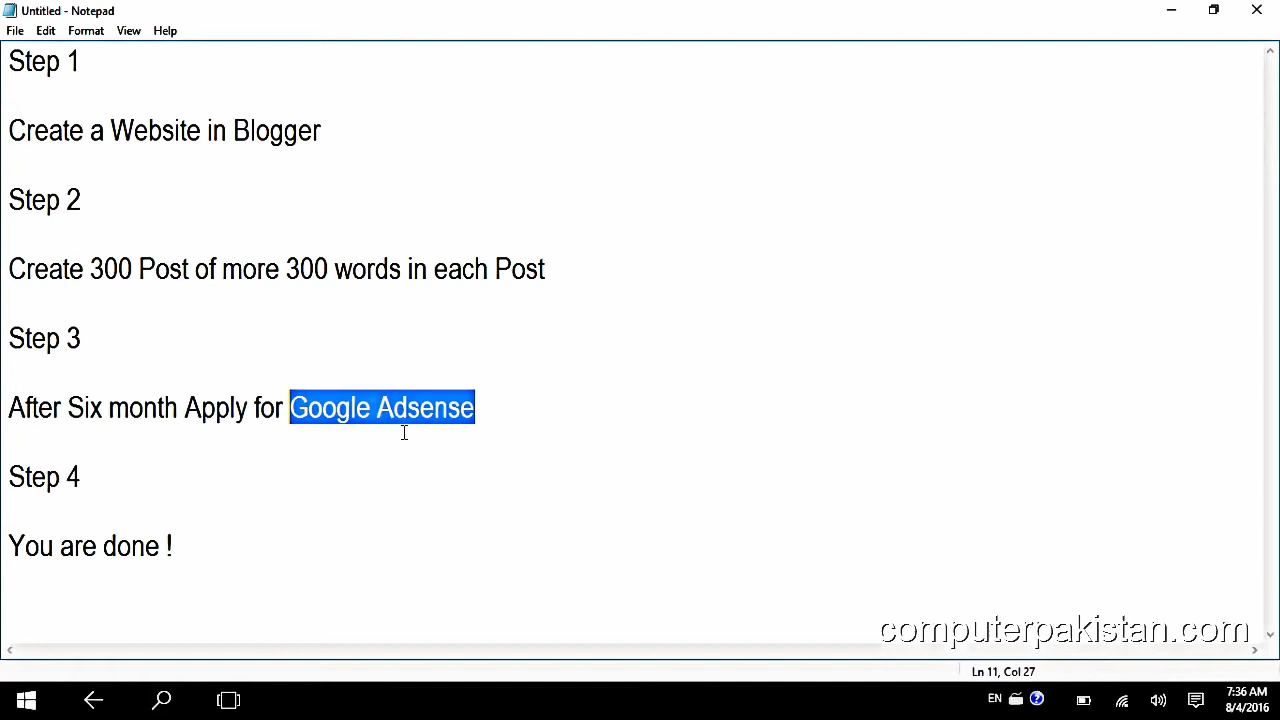 Untitled - Notepad
File Edit Format View Help
Step 1
Create a Website in Blogger
Step 2
Create 300 Post of more 300 words in each Post
Step 3
After Six month Apply for Google Adsense
Step 4
You are done !
computerpakistan.com
Ln 11, Col 27
EN
7:36 AM
8/4/2016